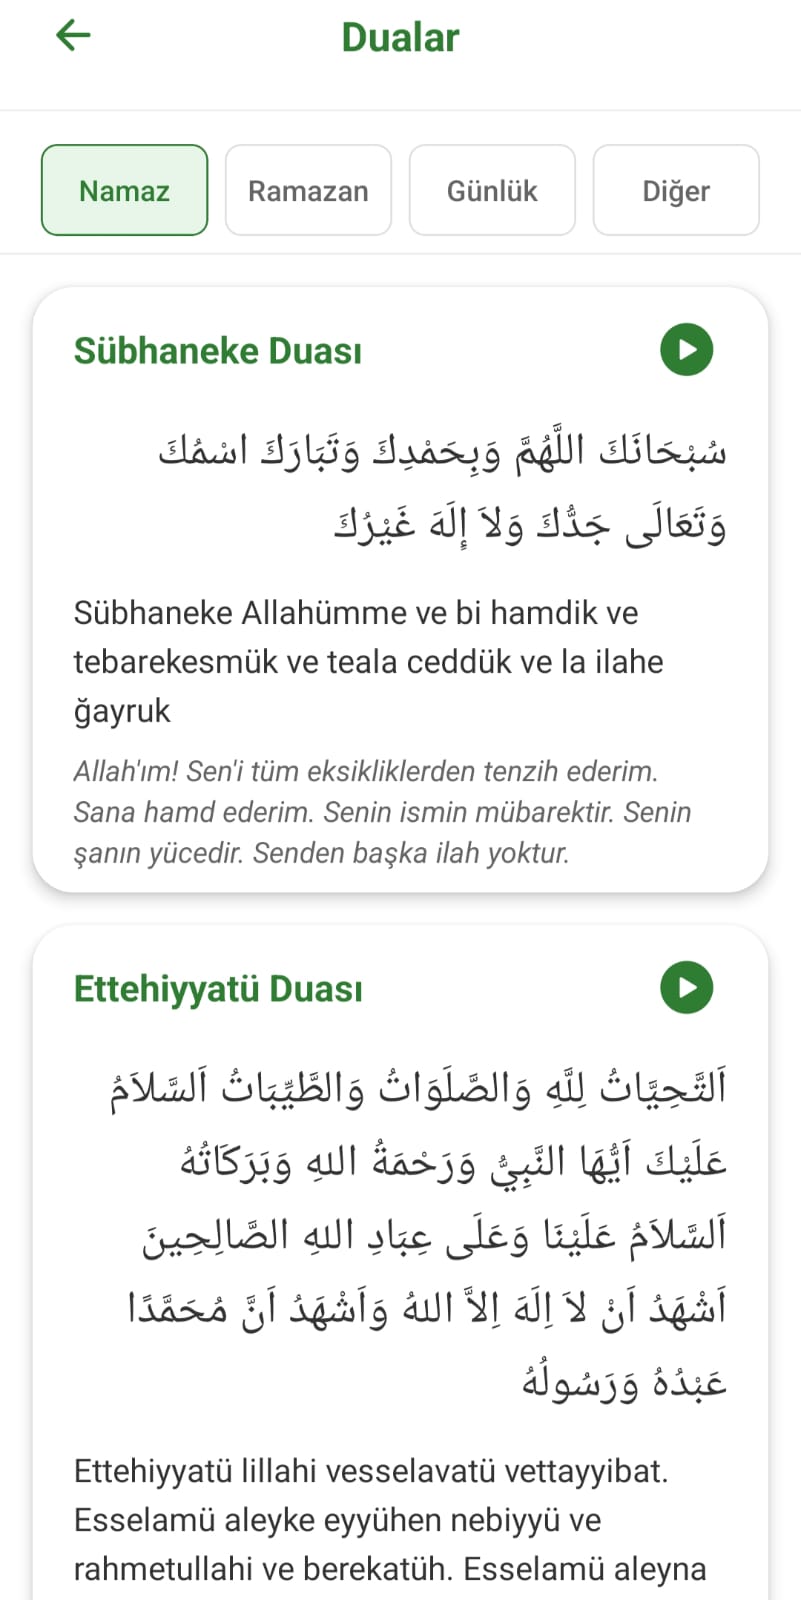 Dualar
Namaz
Ramazan
Günlük
Diğer
Sübhaneke Duası
سُبْحَانَكَ اللَّهُمَّ وَبِحَمْدِكَ وَتَبَارَكَ اسْمُكَ
وَتَعَالَى جَدُّكَ وَلاَ إِلَهَ غَيْرُكَ
Sübhaneke Allahümme ve bi hamdik ve
tebarekesmük ve teala ceddük ve la ilahe
ğayruk
Allah'ım! Sen'i tüm eksikliklerden tenzih ederim.
Sana hamd ederim. Senin ismin mübarektir. Senin
şanın yücedir. Senden başka ilah yoktur.
Ettehiyyatü Duası
اَلتَّحِيَّاتُ لِلَّهِ وَالصَّلَوَاتُ وَالطَّيِّبَاتُ اَلسَّلاَمُ
عَلَيْكَ اَيُّهَا النَّبِيُّ وَرَحْمَةُ اللهِ وَبَرَكَاتُهُ
اَلسَّلاَمُ عَلَيْنَا وَعَلَى عِبَادِ اللهِ الصَّالِحِينَ
اَشْهَدُ اَنْ لاَ اِلَهَ اِلاَّ اللهُ وَاَشْهَدُ اَنَّ مُحَمَّدًا
عَبْدُهُ وَرَسُولُهُ
Ettehiyyatü lillahi vesselavatü vettayyibat.
Esselamü aleyke eyyühen nebiyyü ve
rahmetullahi ve berekatüh. Esselamü aleyna